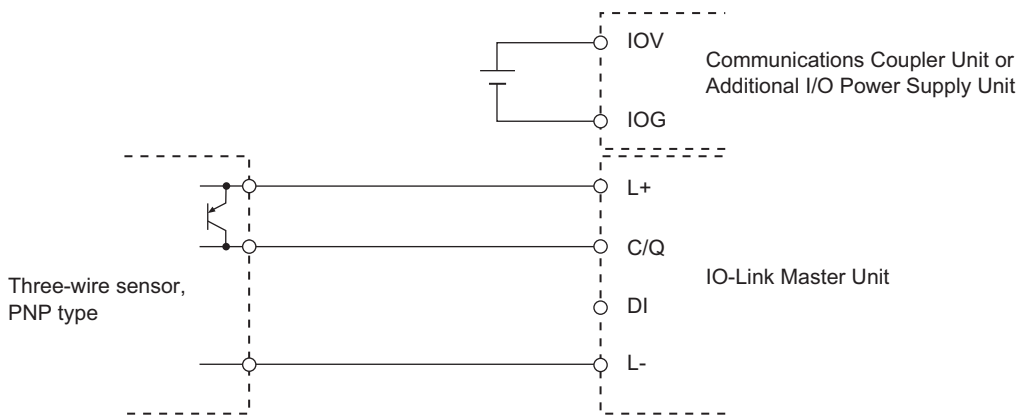 IOV
Communications Coupler Unit or
Additional I/O Power Supply Unit
IOG
L+
C/Q
Three-wire sensor,
PNP type
IO-Link Master Unit
DI
L-